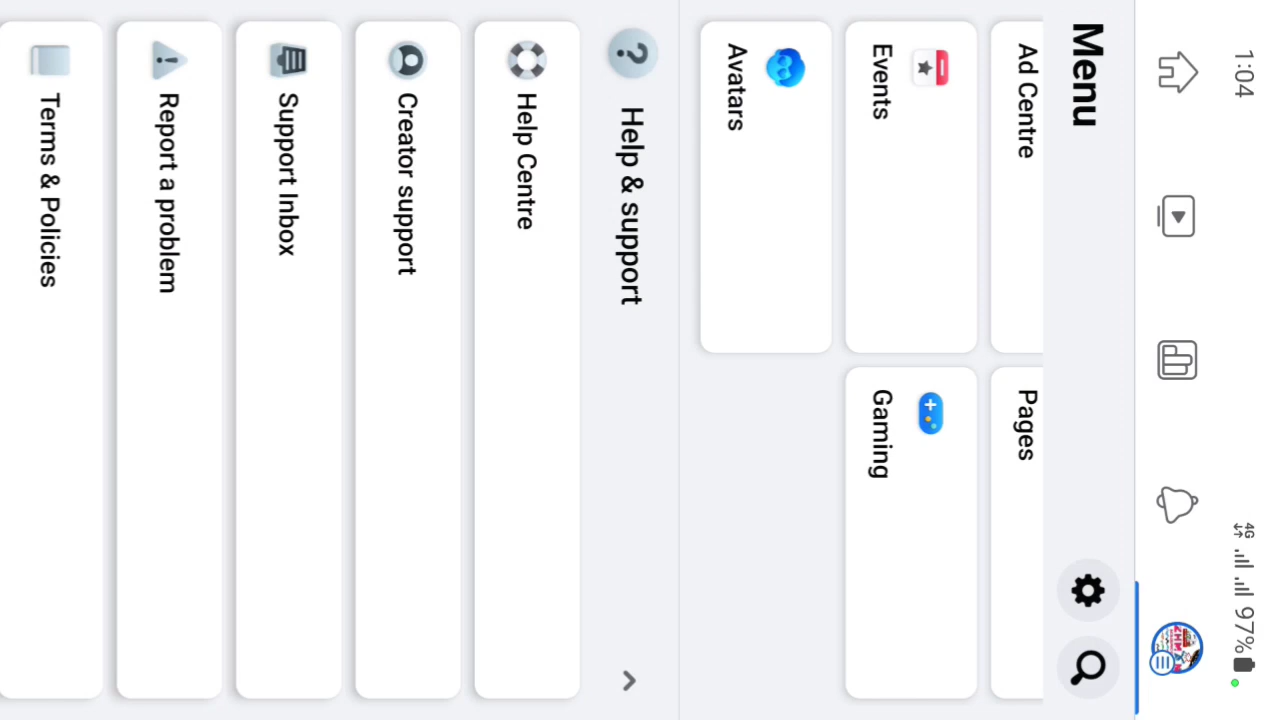 1:04
4G 97%
Menu
Ad Centre
Pages
Events
Gaming
Avatars
Help & support
Help Centre
Creator support
Support Inbox
Report a problem
Terms & Policies